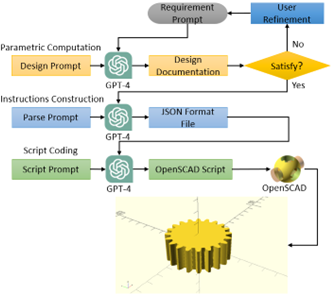 Requirement
Prompt
User
Refinement
Parametric Computation
No
Design Prompt
GPT-4
Design
Documentation
Satisfy?
Yes
Instructions Construction
Parse Prompt
GPT-4
JSON Format
File
Script Coding
Script Prompt
GPT-4
OpenSCAD Script
OpenSCAD